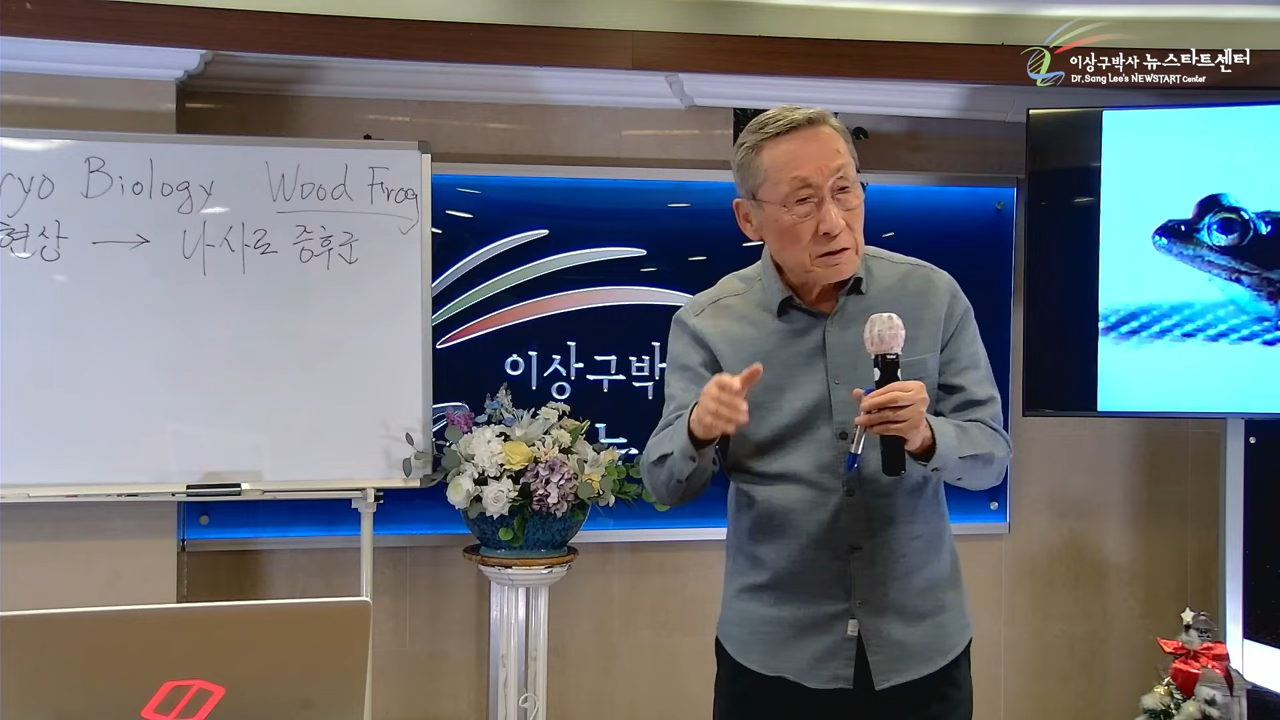 이상구박사 뉴스타트센터
Dr. Sang Lee's NEWSTART Center
ryo Biology Wood Frog
현상 → 나사로 증후군
이상구박
뉴